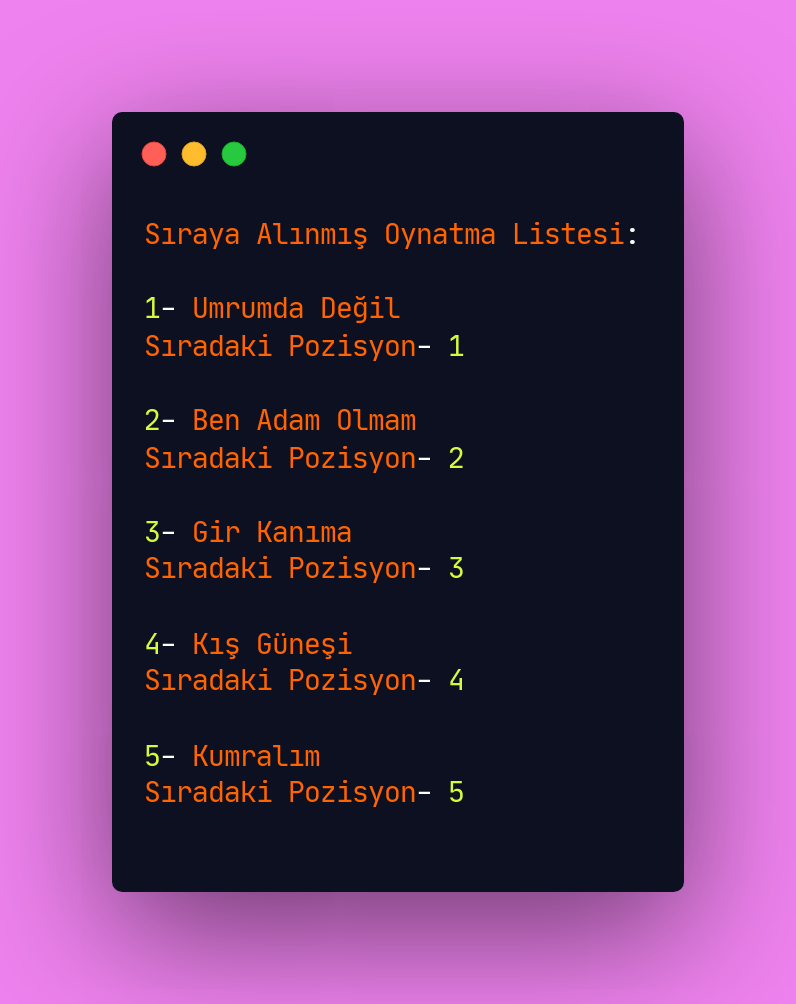 Sıraya Alınmış Oynatma Listesi:
1- Umrumda Değil
Sıradaki Pozisyon- 1
2- Ben Adam Olmam
Sıradaki Pozisyon- 2
3- Gir Kanıma
Sıradaki Pozisyon- 3
4- Kış Güneşi
Sıradaki Pozisyon- 4
5- Kumralım
Sıradaki Pozisyon- 5